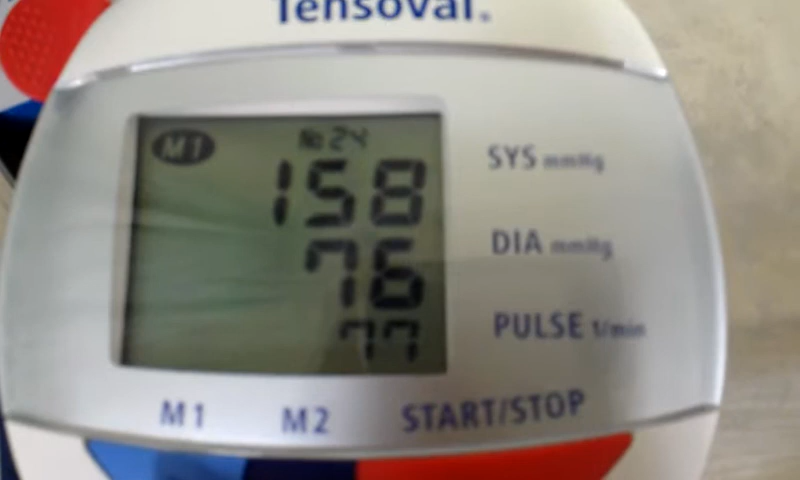 Tensoval®
M1 No 24
158 SYS mmHg
76 DIA mmHg
77 PULSE 1/min
M1 M2 START/STOP